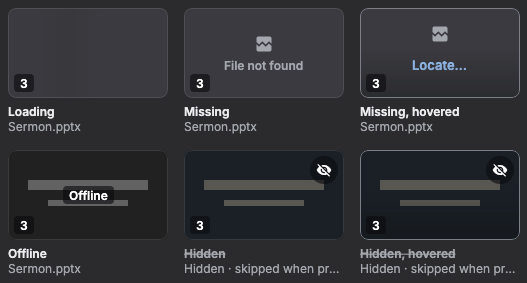 File not found
Locate...
3
3
3
Loading
Missing
Missing, hovered
Sermon.pptx
Sermon.pptx
Sermon.pptx
Offline
3
3
3
Offline
Hidden
Hidden, hovered
Sermon.pptx
Hidden · skipped when pr...
Hidden · skipped when pr...